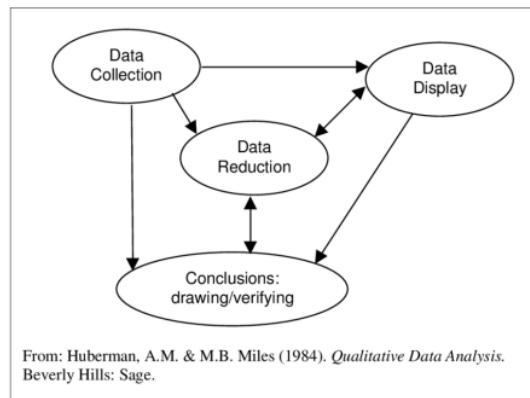 Data
Collection
Data
Display
Data
Reduction
Conclusions:
drawing/verifying
From: Huberman, A.M. & M.B. Miles (1984). Qualitative Data Analysis.
Beverly Hills: Sage.